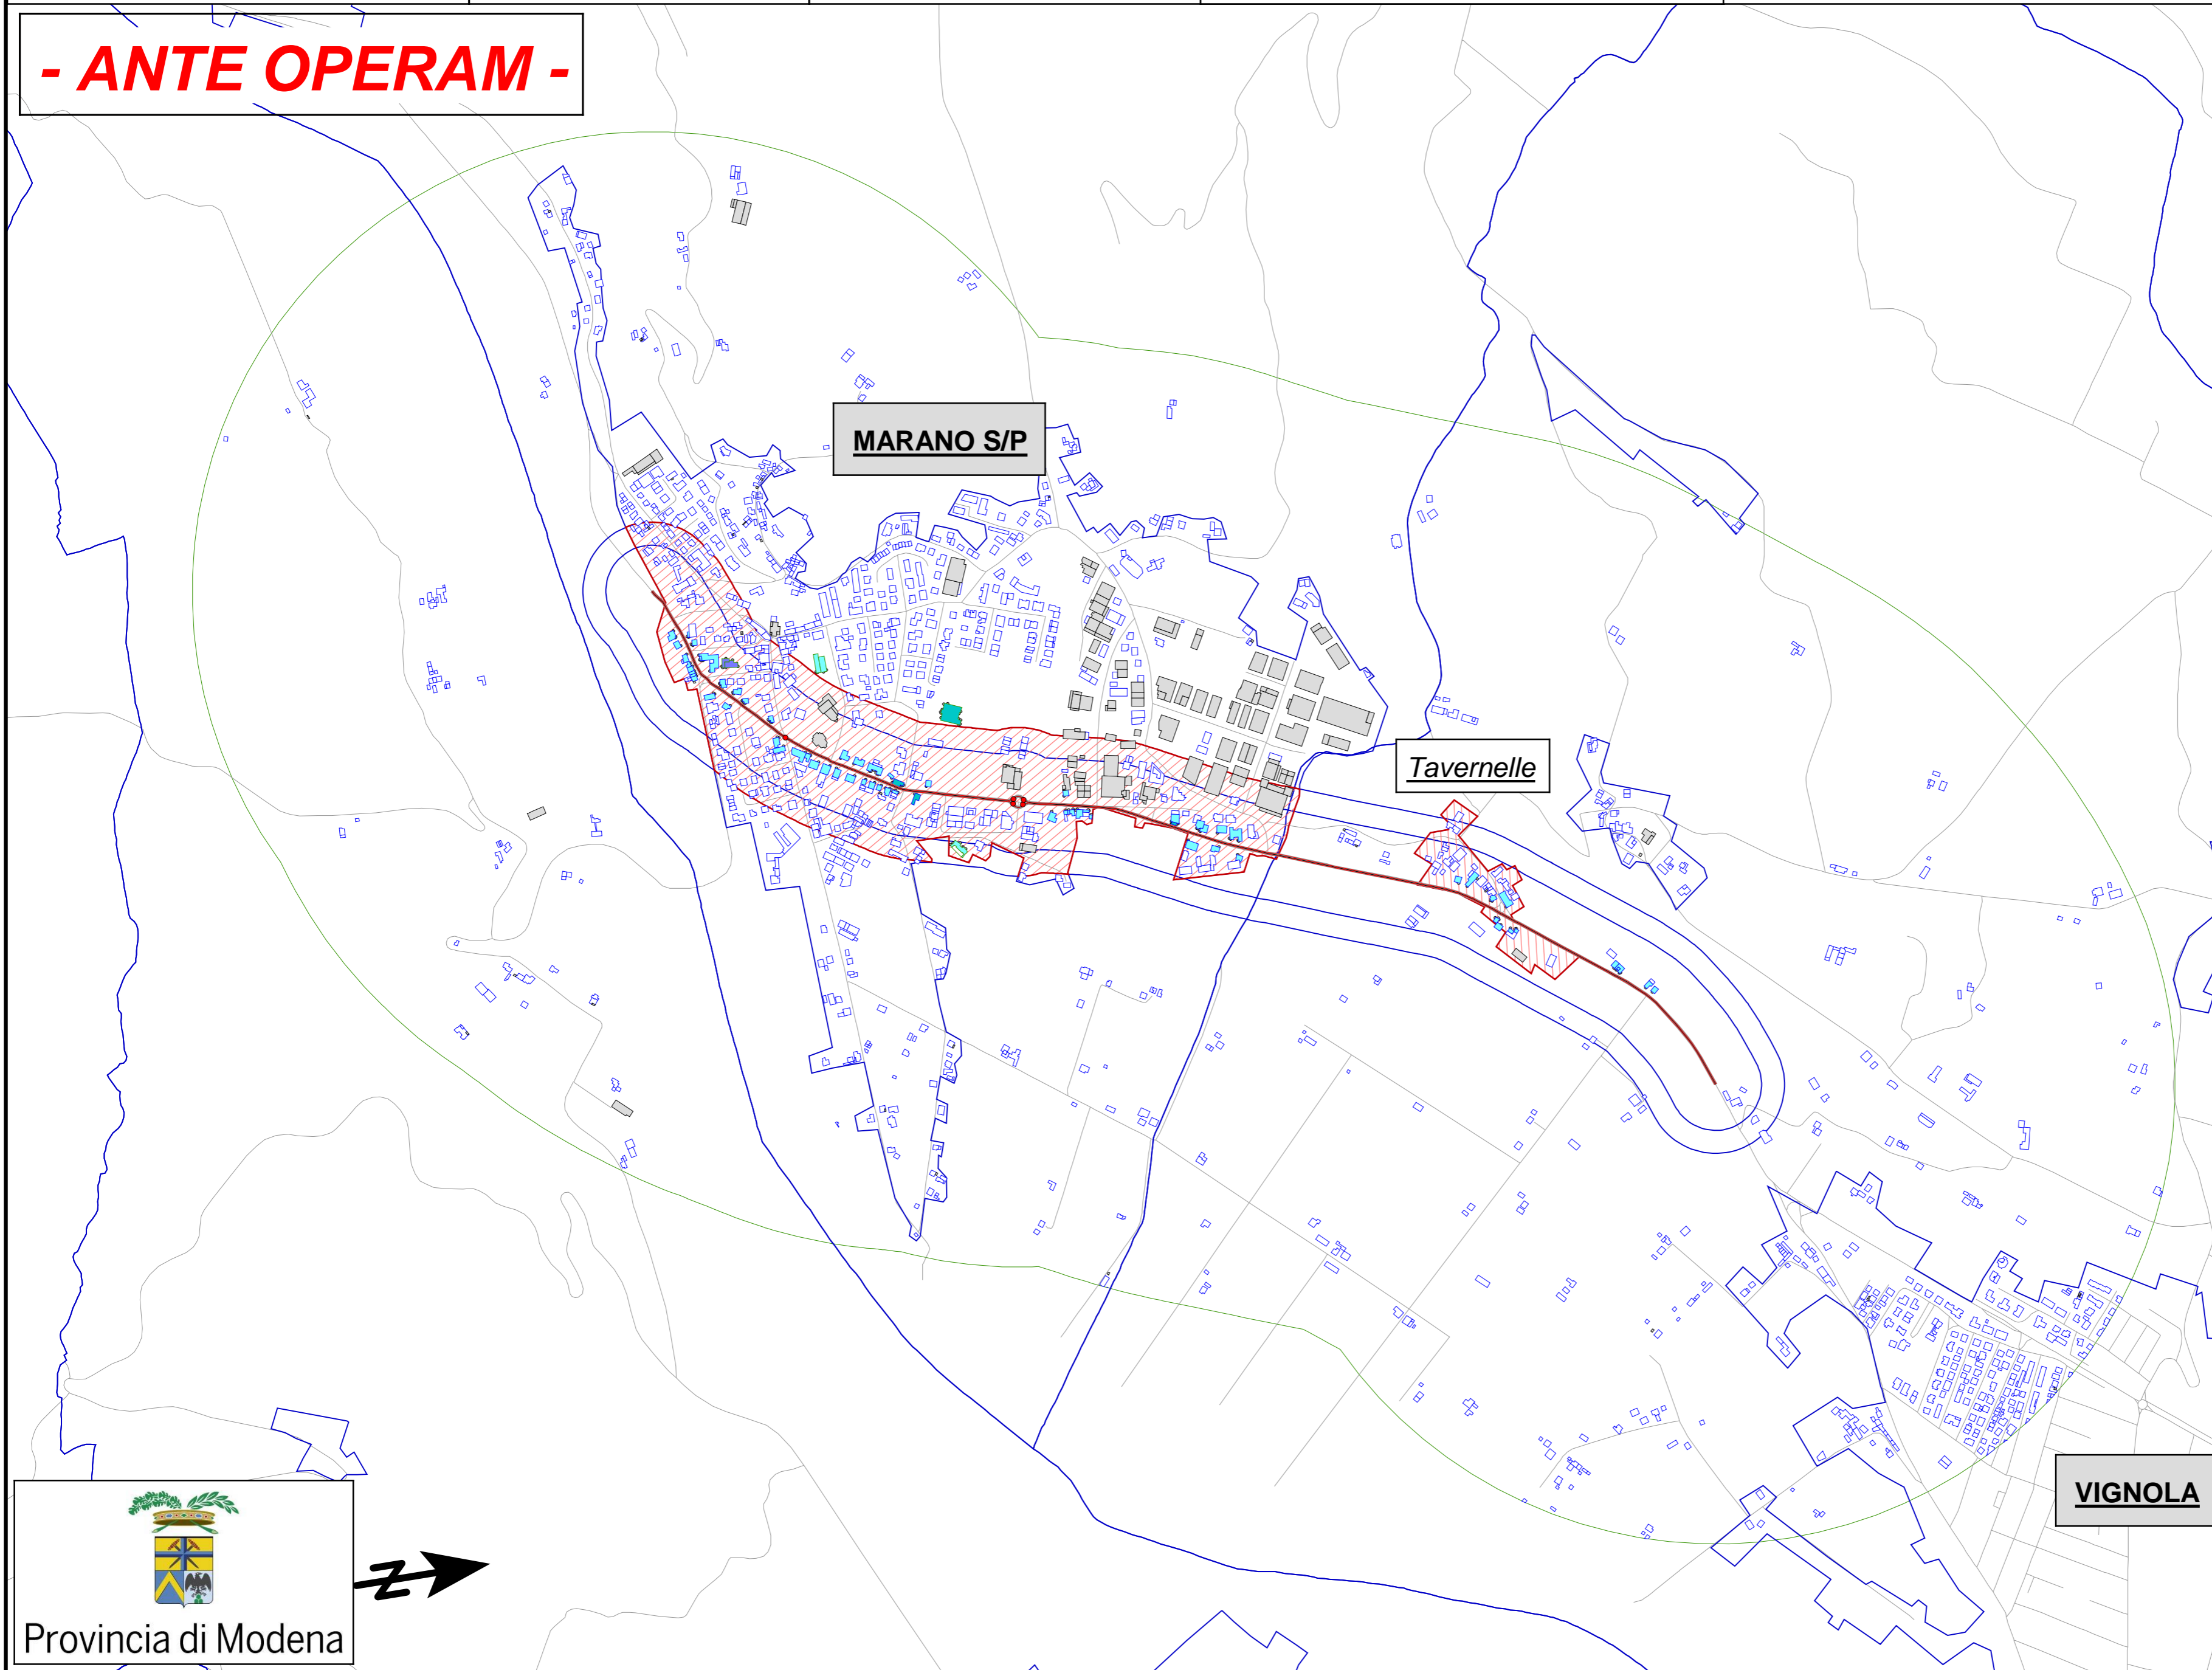 - ANTE OPERAM -
MARANO S/P
Tavernelle
VIGNOLA
Provincia di Modena
Z